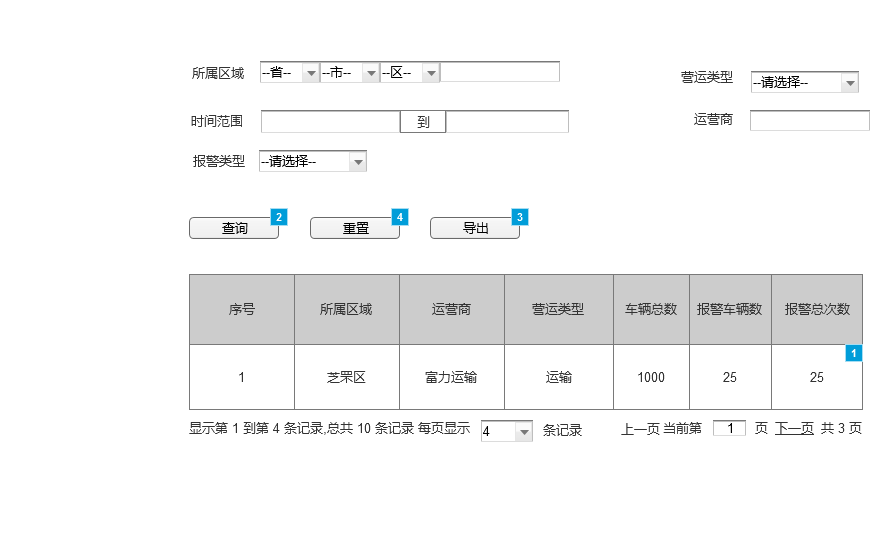 所属区域 --省-- --市-- --区-- 营运类型 --请选择--
时间范围 到 运营商
报警类型 --请选择--
查询 2 重置 4 导出 3
序号 所属区域 运营商 营运类型 车辆总数 报警车辆数 报警总次数
1 芝罘区 富力运输 运输 1000 25 25 1
显示第 1 到第 4 条记录,总共 10 条记录 每页显示 4 条记录 上一页 当前第 1 页 下一页 共 3 页